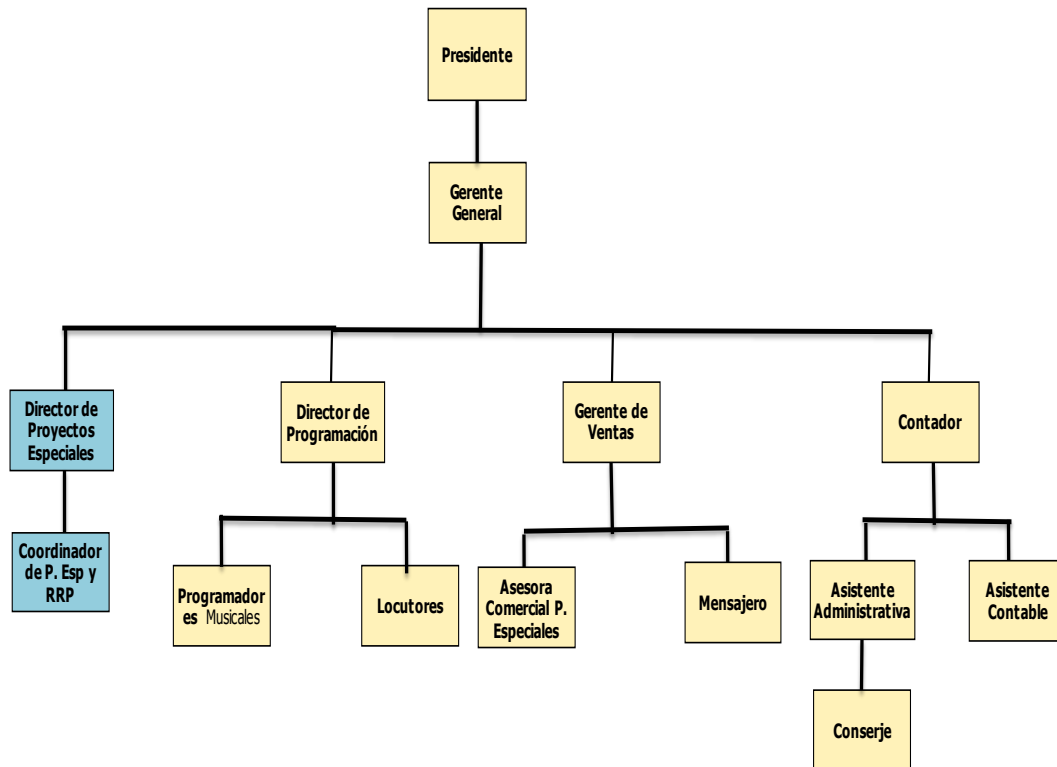 Presidente
Gerente
General
Director de
Proyectos
Especiales
Director de
Programación
Gerente de
Ventas
Contador
Coordinador
de P. Esp y
RRP
Programador
es Musicales
Locutores
Asesora
Comercial P.
Especiales
Mensajero
Asistente
Administrativa
Asistente
Contable
Conserje